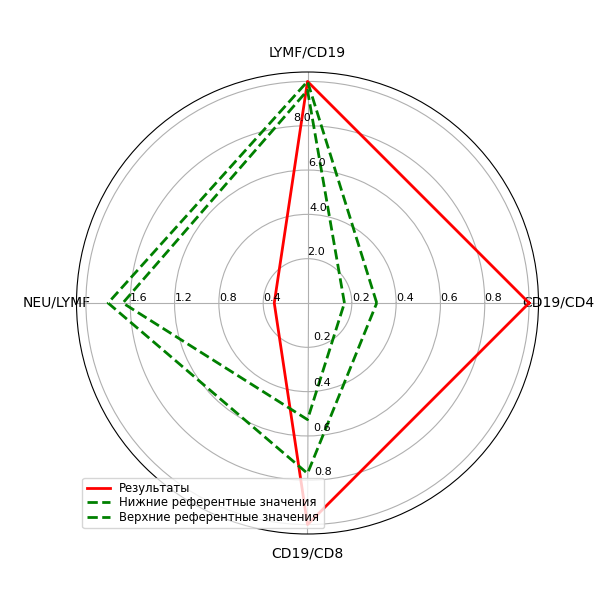 LYMF/CD19
8.0
6.0
4.0
2.0
NEU/LYMF
1.6
1.2
0.8
0.4
0.2
0.4
0.6
0.8
CD19/CD4
0.2
0.4
0.6
0.8
Результаты
Нижние референтные значения
Верхние референтные значения
CD19/CD8